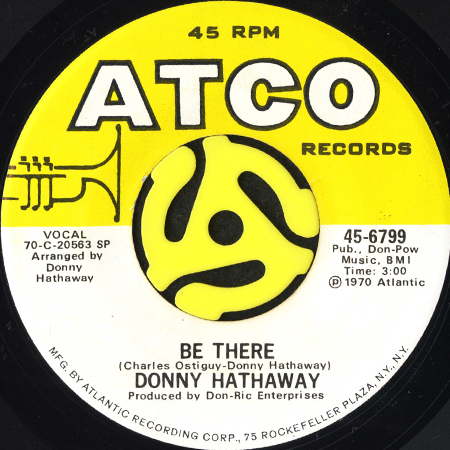 45 RPM
ATCO
RECORDS
VOCAL
70-C-20563 SP
Arranged by
Donny
Hathaway
45-6799
Pub., Don-Pow
Music, BMI
Time: 3:00
Ⓟ 1970 Atlantic
BE THERE
(Charles Ostiguy-Donny Hathaway)
DONNY HATHAWAY
Produced by Don-Ric Enterprises
MFG. BY ATLANTIC RECORDING CORP., 75 ROCKEFELLER PLAZA, N.Y., N.Y.